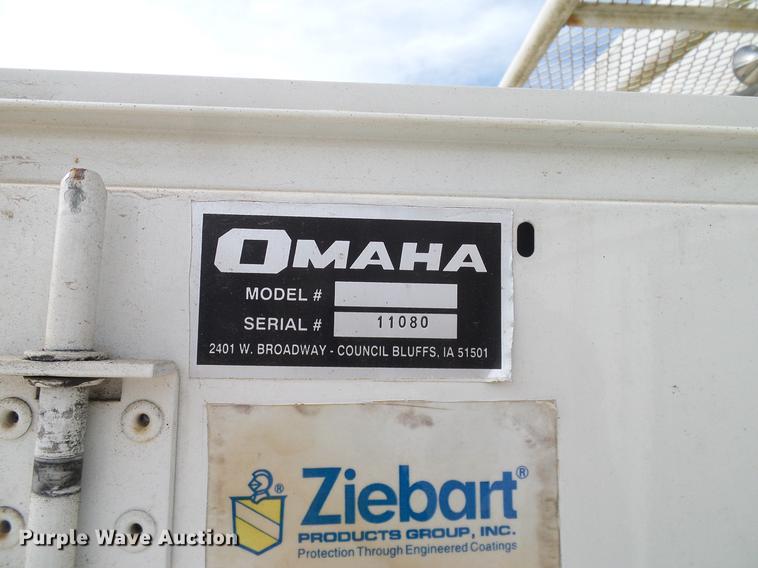 OMAHA
MODEL #
SERIAL # 11080
2401 W. BROADWAY - COUNCIL BLUFFS, IA 51501
Ziebart®
®
PRODUCTS GROUP, INC.
Protection Through Engineered Coatings
Purple Wave Auction